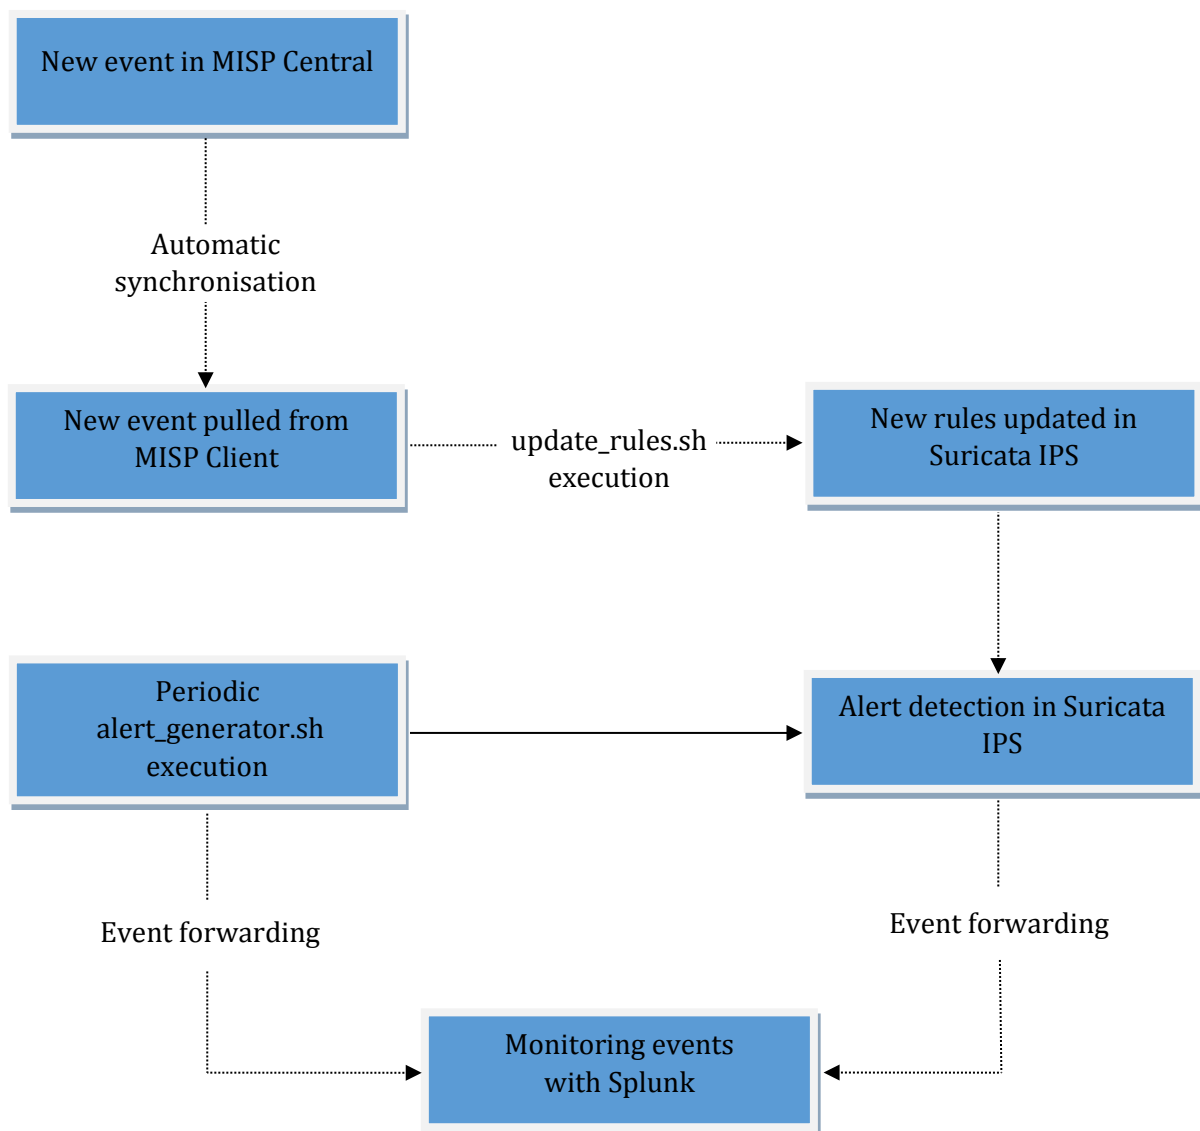 New event in MISP Central
Automatic
synchronisation
New event pulled from
MISP Client
update_rules.sh
execution
New rules updated in
Suricata IPS
Periodic
alert_generator.sh
execution
Alert detection in Suricata
IPS
Event forwarding
Event forwarding
Monitoring events
with Splunk